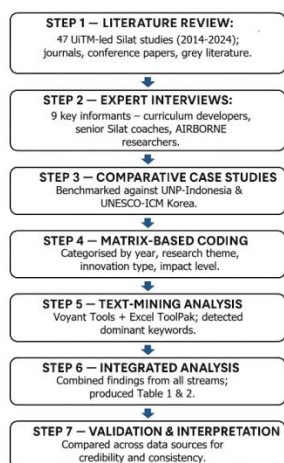 STEP 1 – LITERATURE REVIEW:
47 UiTM-led Silat studies (2014-2024);
journals, conference papers, grey literature.
STEP 2 – EXPERT INTERVIEWS:
9 key informants – curriculum developers,
senior Silat coaches, AIRBORNE
researchers.
STEP 3 – COMPARATIVE CASE STUDIES
Benchmarked against UNP-Indonesia &
UNESCO-ICM Korea.
STEP 4 – MATRIX-BASED CODING
Categorised by year, research theme,
innovation type, impact level.
STEP 5 – TEXT-MINING ANALYSIS
Voyant Tools + Excel ToolPak; detected
dominant keywords.
STEP 6 – INTEGRATED ANALYSIS
Combined findings from all streams;
produced Table 1 & 2.
STEP 7 – VALIDATION & INTERPRETATION
Compared across data sources for
credibility and consistency.